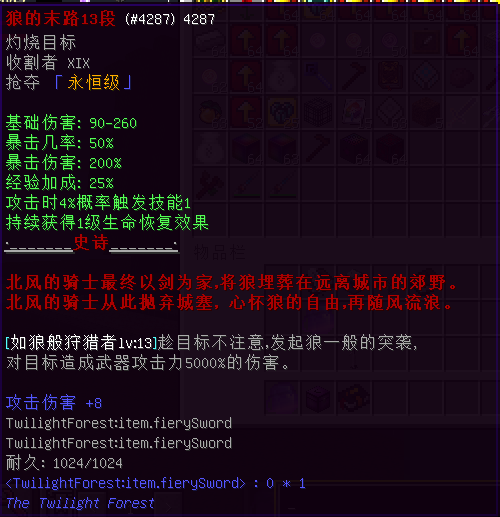 狼的末路13段 (#4287) 4287
灼烧目标
收割者 XIX
抢夺 「永恒级」
基础伤害: 90-260
暴击几率: 50%
暴击伤害: 200%
经验加成: 25%
攻击时4%概率触发技能1
持续获得1级生命恢复效果
·_______史诗_______·
北风的骑士最终以剑为家,将狼埋葬在远离城市的郊野。
北风的骑士从此抛弃城塞, 心怀狼的自由,再随风流浪。
[如狼般狩猎者lv:13]趁目标不注意,发起狼一般的突袭,
对目标造成武器攻击力5000%的伤害。
攻击伤害 +8
TwilightForest:item.fierySword
TwilightForest:item.fierySword
耐久: 1024/1024
<TwilightForest:item.fierySword> : 0 * 1
The Twilight Forest
物品栏